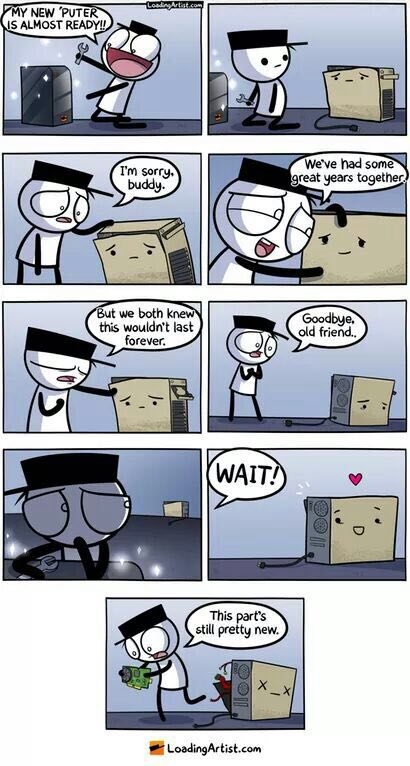 LoadingArtist.com
MY NEW 'PUTER
IS ALMOST READY!!
I'm sorry,
buddy.
We've had some
great years together.
But we both knew
this wouldn't last
forever.
Goodbye,
old friend..
WAIT!
This part's
still pretty new.
X_X
LoadingArtist.com